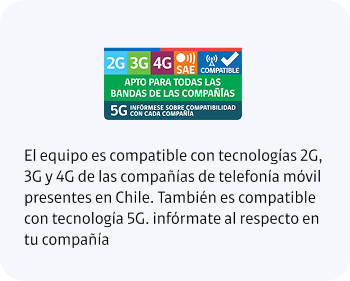 2G 3G 4G SAE COMPATIBLE
APTO PARA TODAS LAS
BANDAS DE LAS COMPAÑÍAS
5G INFÓRMESE SOBRE COMPATIBILIDAD
CON CADA COMPAÑÍA
El equipo es compatible con tecnologías 2G,
3G y 4G de las compañías de telefonía móvil
presentes en Chile. También es compatible
con tecnología 5G. infórmate al respecto en
tu compañía